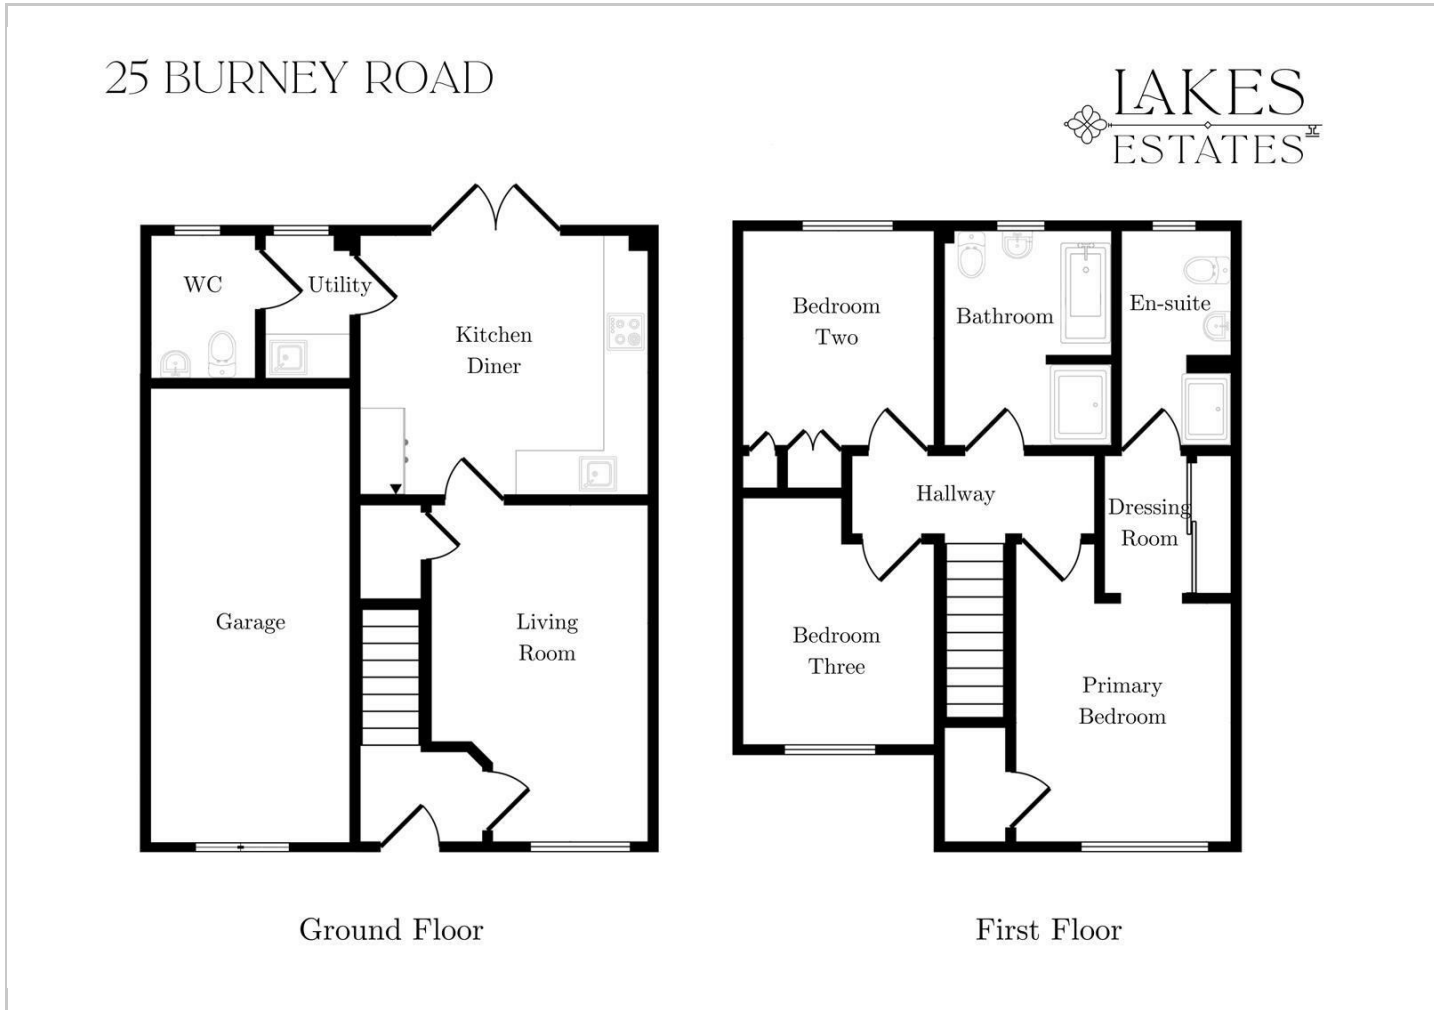 25 BURNEY ROAD
LAKES
ESTATES
WC
Utility
Kitchen
Diner
Garage
Living
Room
Ground Floor
Bedroom
Two
Bathroom
En-suite
Hallway
Dressing
Room
Bedroom
Three
Primary
Bedroom
First Floor